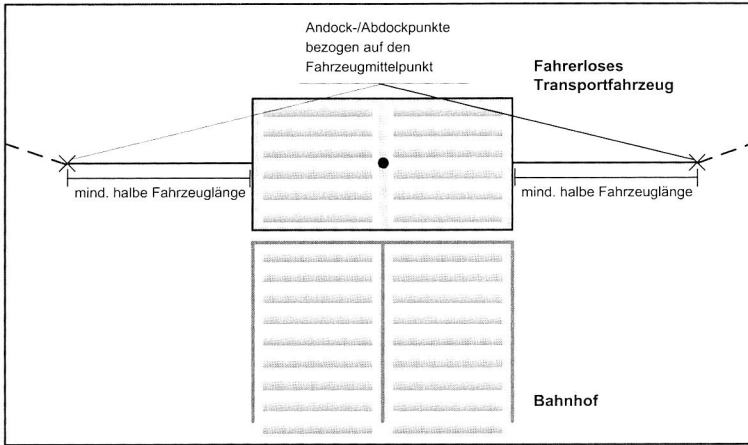 Andock-/Abdockpunkte
bezogen auf den
Fahrzeugmittelpunkt
Fahrerloses
Transportfahrzeug
mind. halbe Fahrzeuglänge
mind. halbe Fahrzeuglänge
Bahnhof